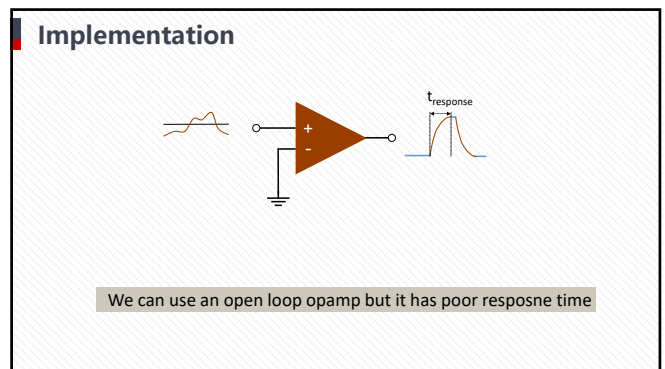 Implementation
t_response
+
-
We can use an open loop opamp but it has poor resposne time